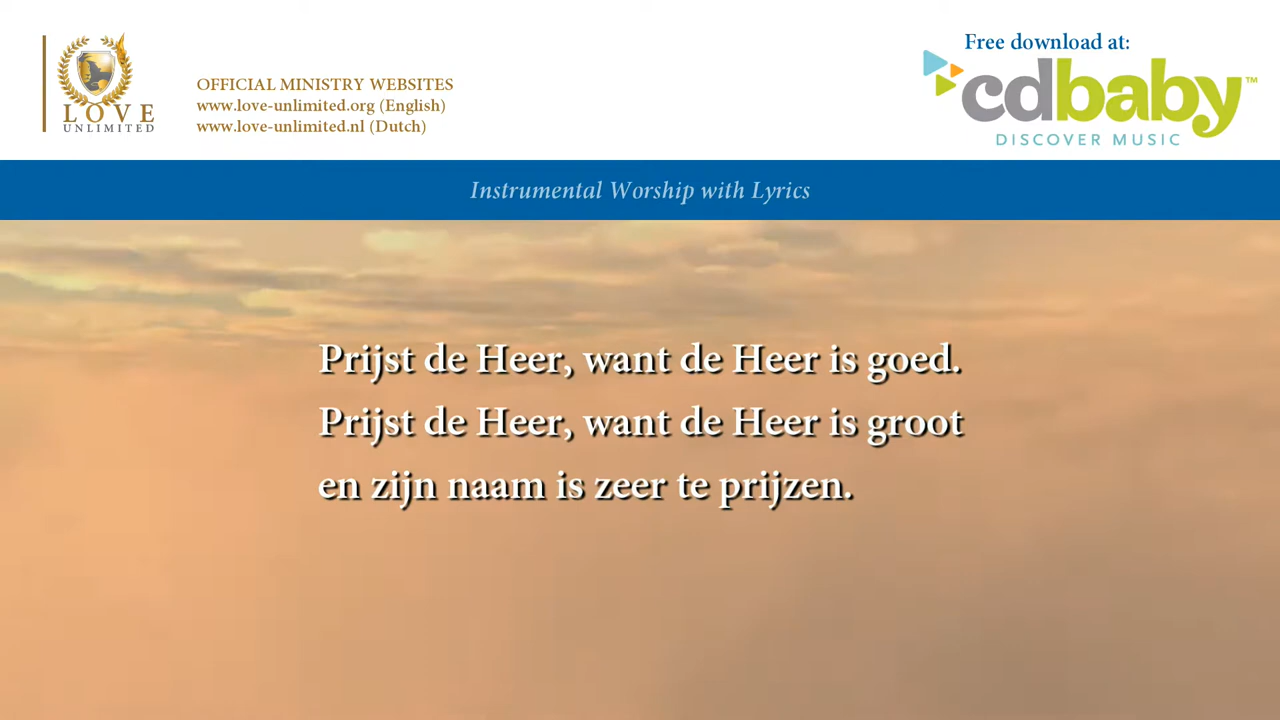 LOVE
UNLIMITED
OFFICIAL MINISTRY WEBSITES
www.love-unlimited.org (English)
www.love-unlimited.nl (Dutch)
Free download at:
cdbaby™
DISCOVER MUSIC
Instrumental Worship with Lyrics
Prijst de Heer, want de Heer is goed.
Prijst de Heer, want de Heer is groot
en zijn naam is zeer te prijzen.